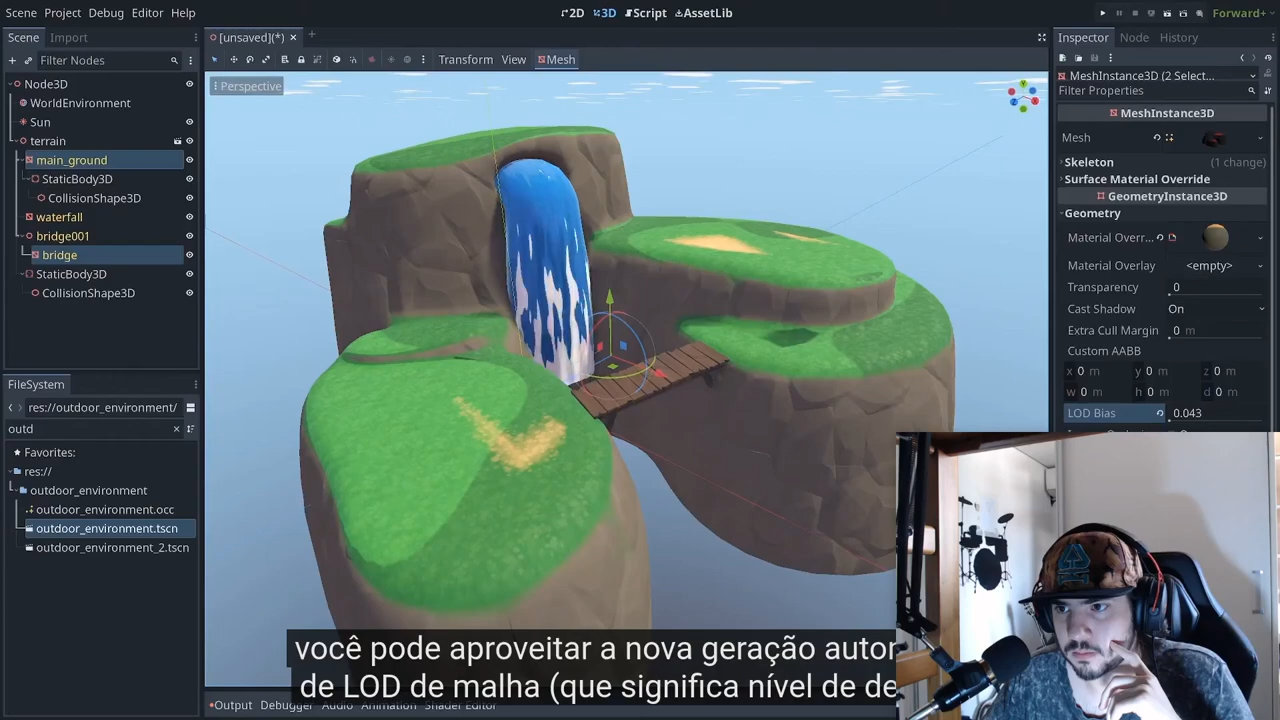 Scene Project Debug Editor Help
2D 3D Script AssetLib
Forward+
Scene Import
Filter Nodes
Node3D
WorldEnvironment
Sun
terrain
main_ground
StaticBody3D
CollisionShape3D
waterfall
bridge001
bridge
StaticBody3D
CollisionShape3D
FileSystem
res://outdoor_environment/
outd
Favorites:
res://
outdoor_environment
outdoor_environment.occ
outdoor_environment.tscn
outdoor_environment_2.tscn
[unsaved](*)
Transform View Mesh
Perspective
você pode aproveitar a nova geração autor
de LOD de malha (que significa nível de de
Output Debugger Audio Animation Shader Editor
Inspector Node History
MeshInstance3D (2 Select...
Filter Properties
MeshInstance3D
Mesh
Skeleton (1 change)
Surface Material Override
GeometryInstance3D
Geometry
Material Overr...
Material Overlay <empty>
Transparency 0
Cast Shadow On
Extra Cull Margin 0 m
Custom AABB
x 0 m y 0 m z 0 m
w 0 m h 0 m d 0 m
LOD Bias 0.043